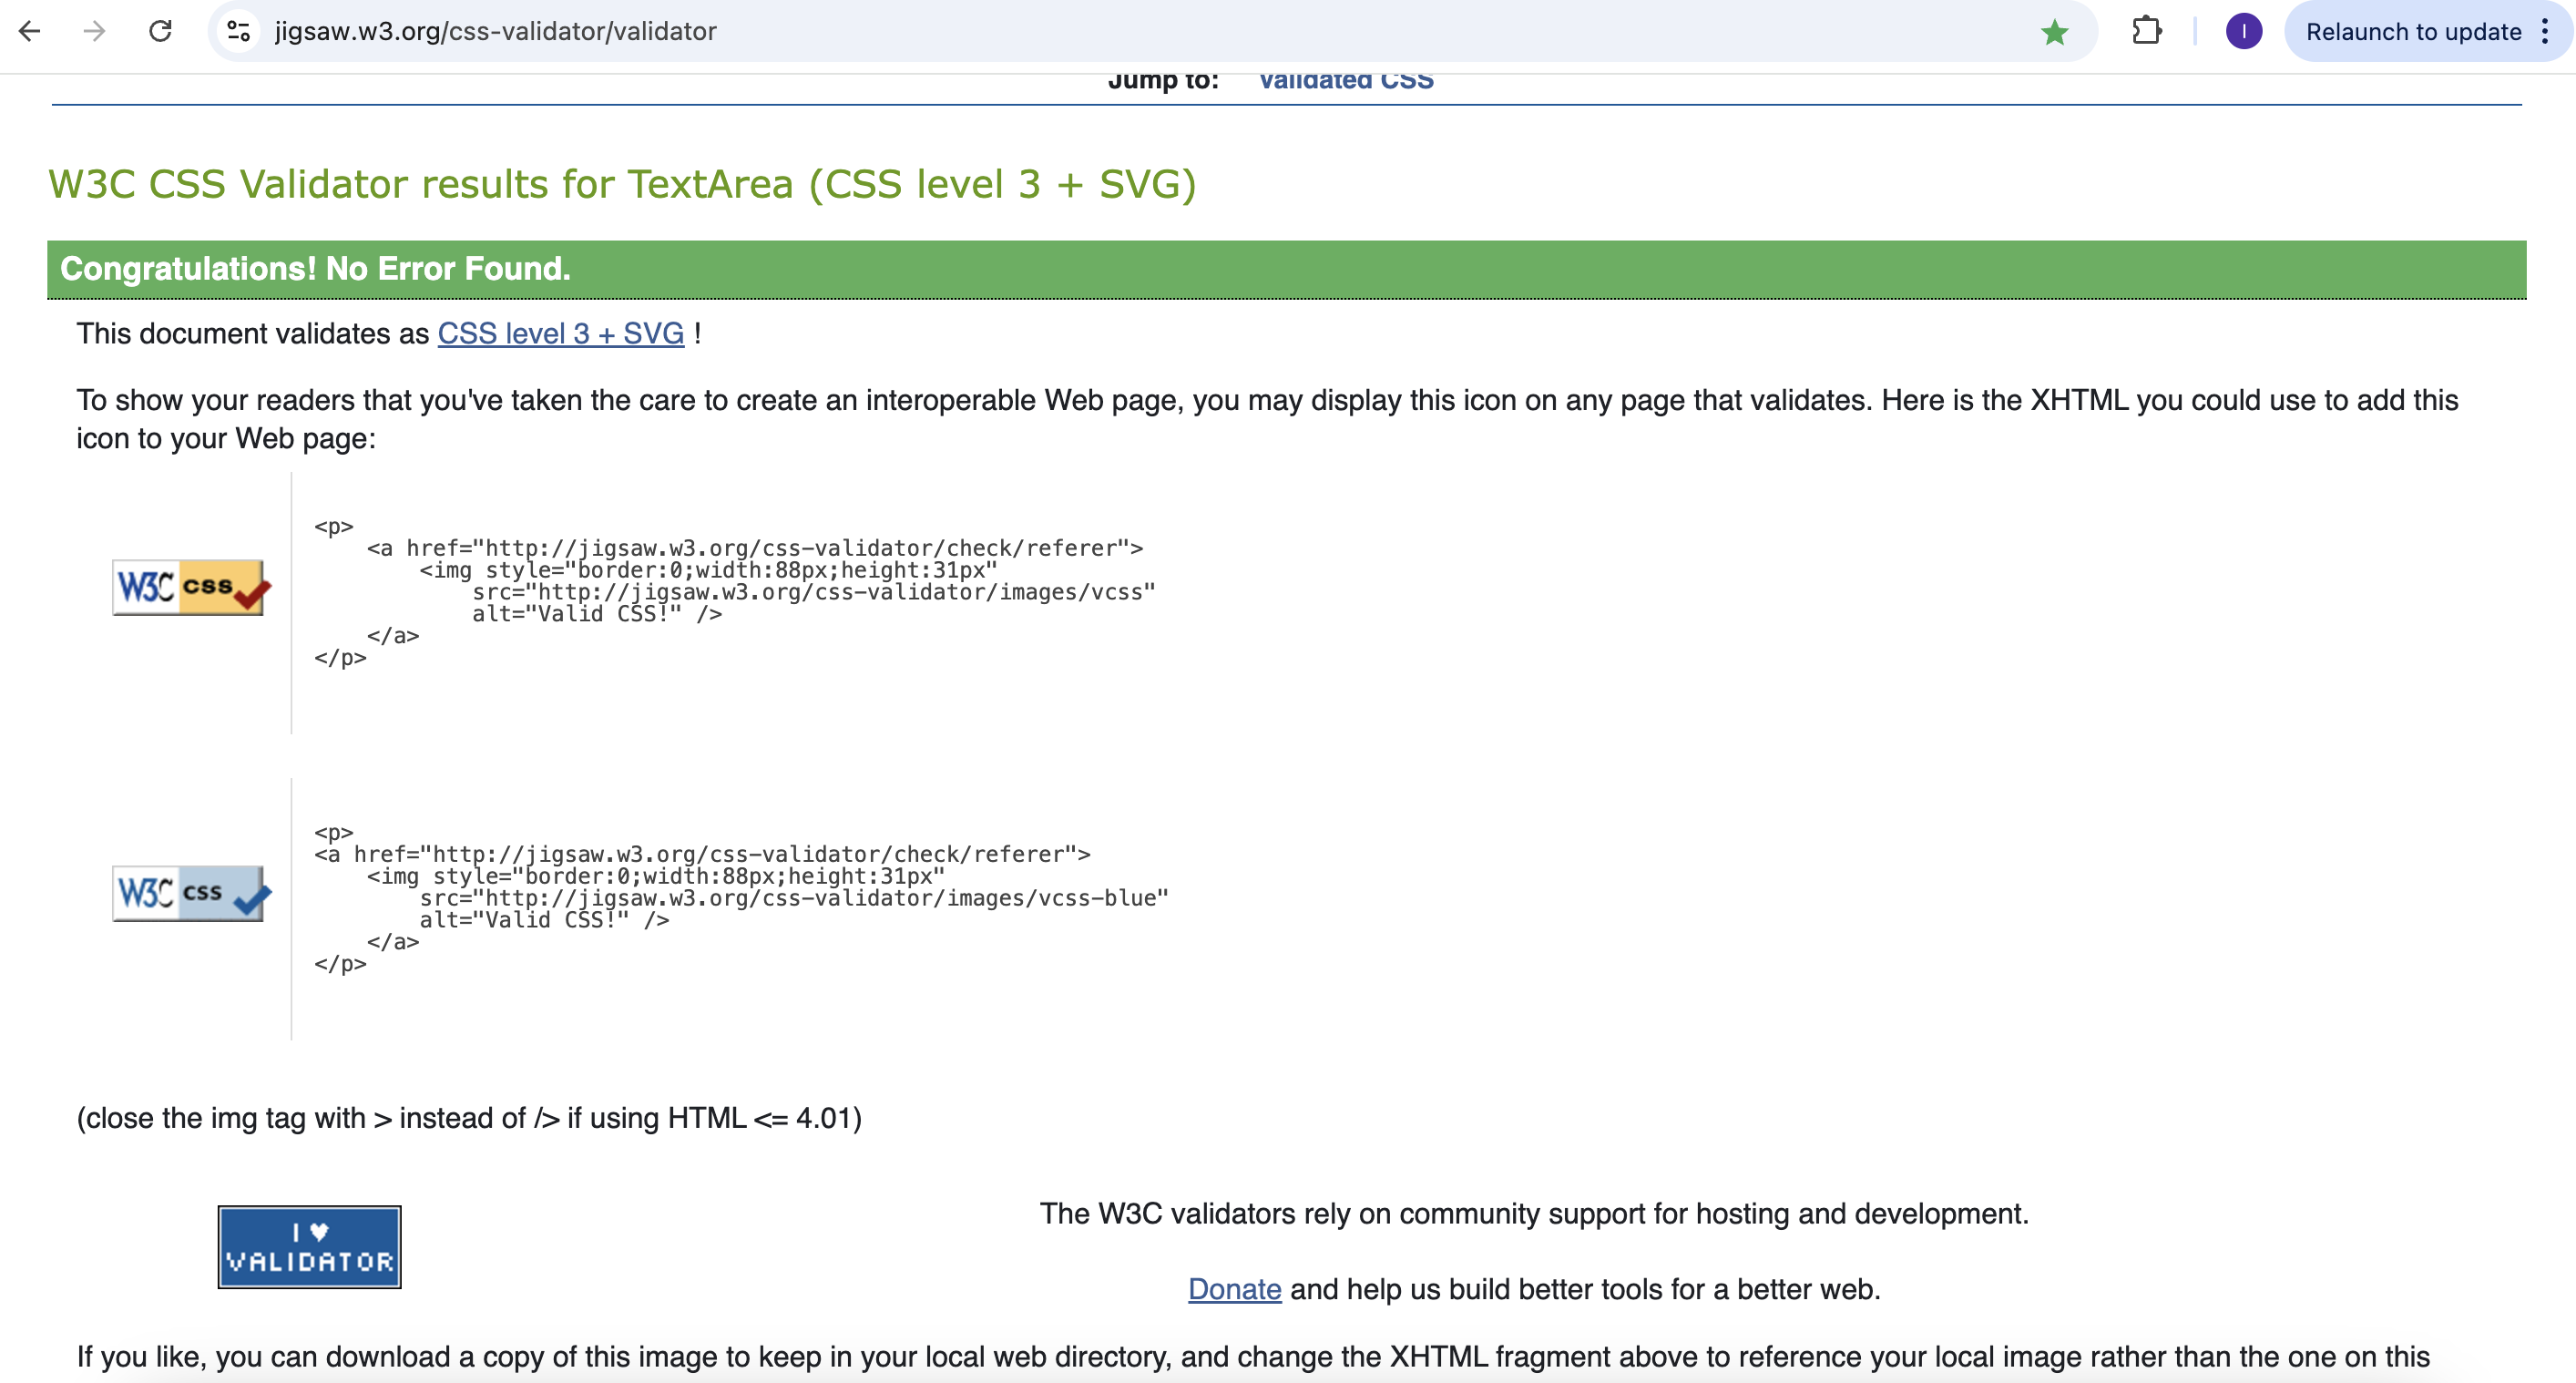 jigsaw.w3.org/css-validator/validator
I
Relaunch to update
Jump to: Validated CSS
W3C CSS Validator results for TextArea (CSS level 3 + SVG)
Congratulations! No Error Found.
This document validates as CSS level 3 + SVG !
To show your readers that you've taken the care to create an interoperable Web page, you may display this icon on any page that validates. Here is the XHTML you could use to add this
icon to your Web page:
W3C css
<p>
    <a href="http://jigsaw.w3.org/css-validator/check/referer">
        <img style="border:0;width:88px;height:31px"
            src="http://jigsaw.w3.org/css-validator/images/vcss"
            alt="Valid CSS!" />
    </a>
</p>
W3C css
<p>
<a href="http://jigsaw.w3.org/css-validator/check/referer">
    <img style="border:0;width:88px;height:31px"
        src="http://jigsaw.w3.org/css-validator/images/vcss-blue"
        alt="Valid CSS!" />
    </a>
</p>
(close the img tag with > instead of /> if using HTML <= 4.01)
I ♥
VALIDATOR
The W3C validators rely on community support for hosting and development.
Donate and help us build better tools for a better web.
If you like, you can download a copy of this image to keep in your local web directory, and change the XHTML fragment above to reference your local image rather than the one on this